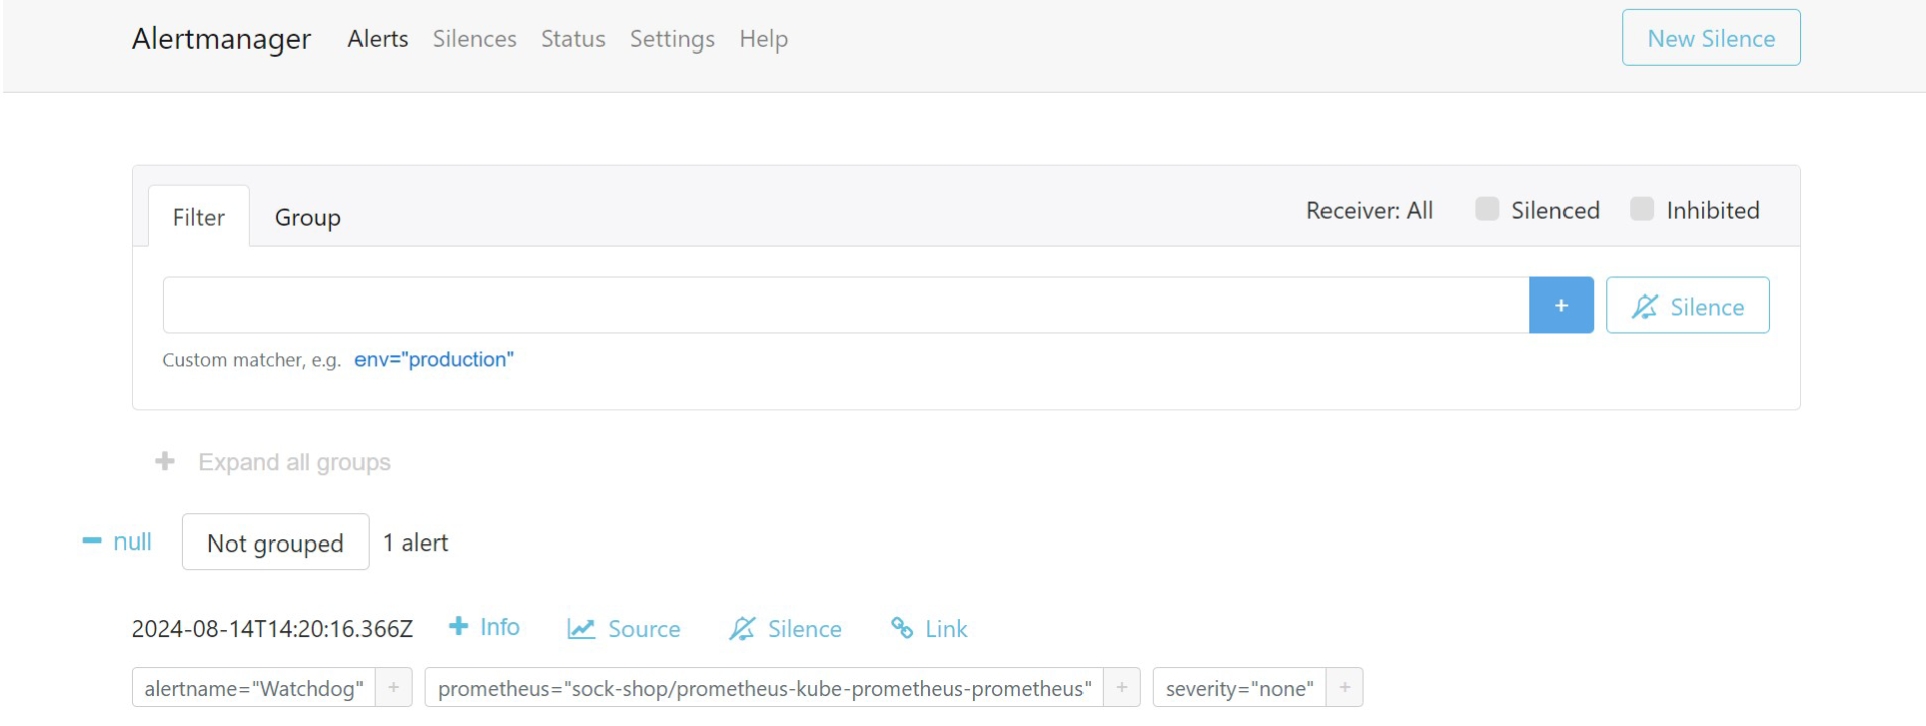 Alertmanager Alerts Silences Status Settings Help New Silence
Filter Group Receiver: All Silenced Inhibited
+ Silence
Custom matcher, e.g. env="production"
+ Expand all groups
− null Not grouped 1 alert
2024-08-14T14:20:16.366Z + Info Source Silence Link
alertname="Watchdog" + prometheus="sock-shop/prometheus-kube-prometheus-prometheus" + severity="none" +